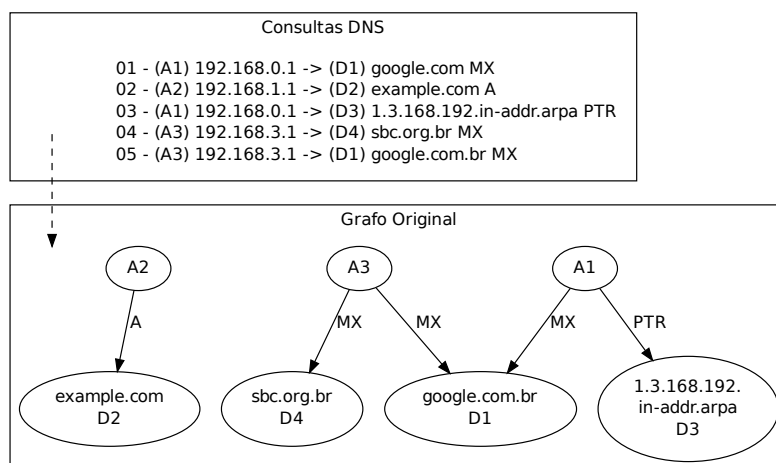 Consultas DNS
01 - (A1) 192.168.0.1 -> (D1) google.com MX
02 - (A2) 192.168.1.1 -> (D2) example.com A
03 - (A1) 192.168.0.1 -> (D3) 1.3.168.192.in-addr.arpa PTR
04 - (A3) 192.168.3.1 -> (D4) sbc.org.br MX
05 - (A3) 192.168.3.1 -> (D1) google.com.br MX
Grafo Original
A2
A3
A1
A
MX
MX
MX
PTR
example.com
D2
sbc.org.br
D4
google.com.br
D1
1.3.168.192.
in-addr.arpa
D3